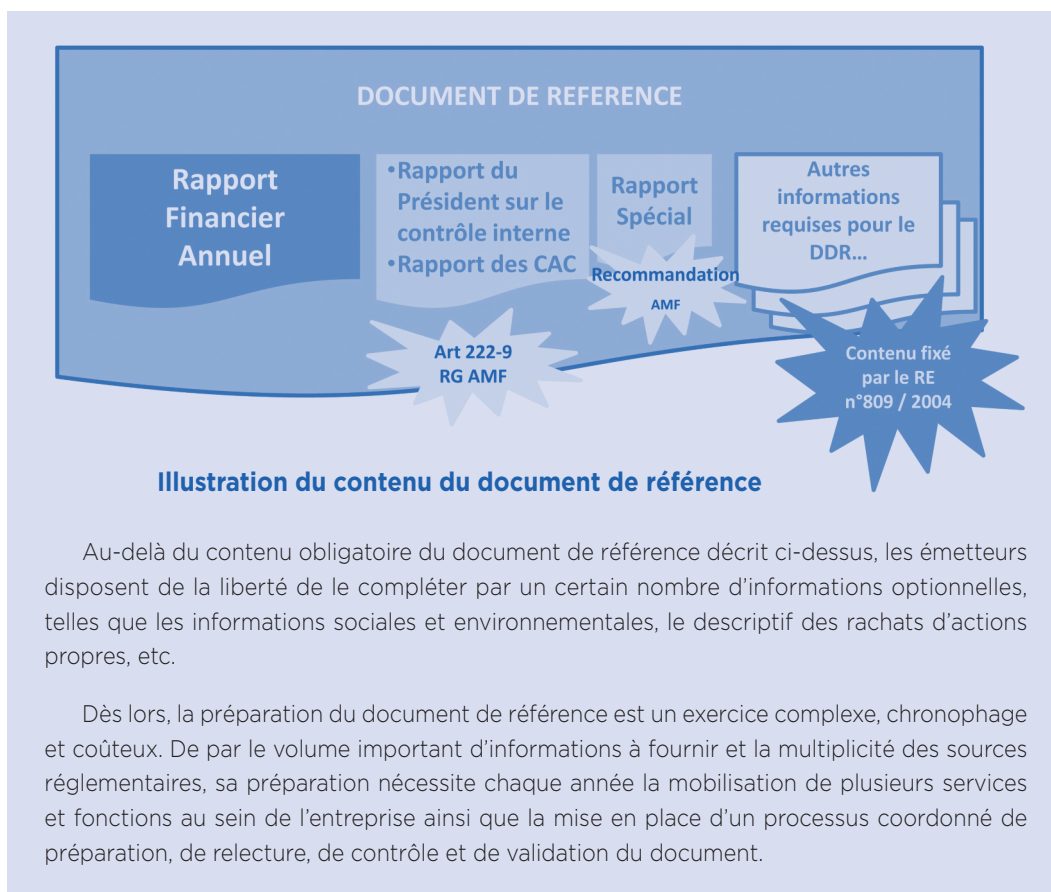 DOCUMENT DE REFERENCE
Rapport
Financier
Annuel
•Rapport du
Président sur le
contrôle interne
•Rapport des CAC
Rapport
Spécial
Recommandation
AMF
Autres
informations
requises pour le
DDR...
Art 222-9
RG AMF
Contenu fixé
par le RE
n°809 / 2004
Illustration du contenu du document de référence
Au-delà du contenu obligatoire du document de référence décrit ci-dessus, les émetteurs
disposent de la liberté de le compléter par un certain nombre d'informations optionnelles,
telles que les informations sociales et environnementales, le descriptif des rachats d'actions
propres, etc.
Dès lors, la préparation du document de référence est un exercice complexe, chronophage
et coûteux. De par le volume important d'informations à fournir et la multiplicité des sources
réglementaires, sa préparation nécessite chaque année la mobilisation de plusieurs services
et fonctions au sein de l'entreprise ainsi que la mise en place d'un processus coordonné de
préparation, de relecture, de contrôle et de validation du document.